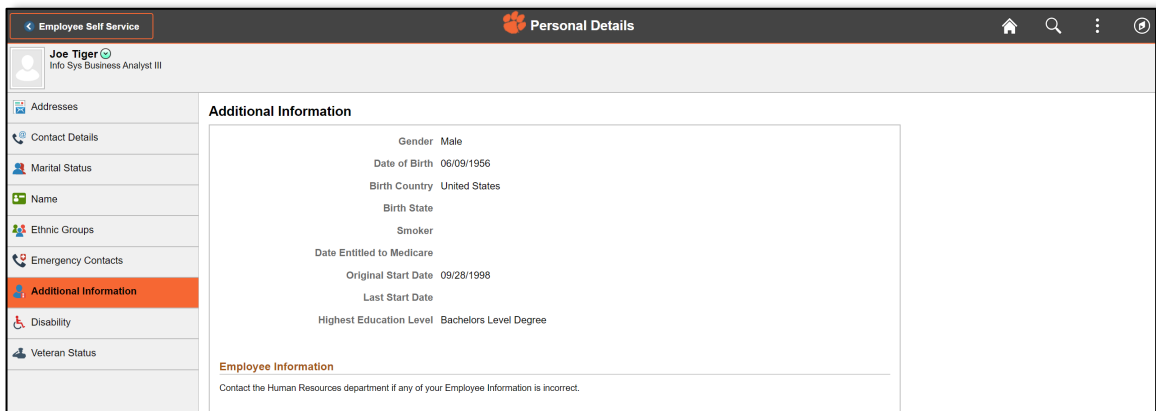 Employee Self Service
Personal Details
Joe Tiger
Info Sys Business Analyst III
Addresses
Contact Details
Marital Status
Name
Ethnic Groups
Emergency Contacts
Additional Information
Disability
Veteran Status
Additional Information
Gender Male
Date of Birth 06/09/1956
Birth Country United States
Birth State
Smoker
Date Entitled to Medicare
Original Start Date 09/28/1998
Last Start Date
Highest Education Level Bachelors Level Degree
Employee Information
Contact the Human Resources department if any of your Employee Information is incorrect.